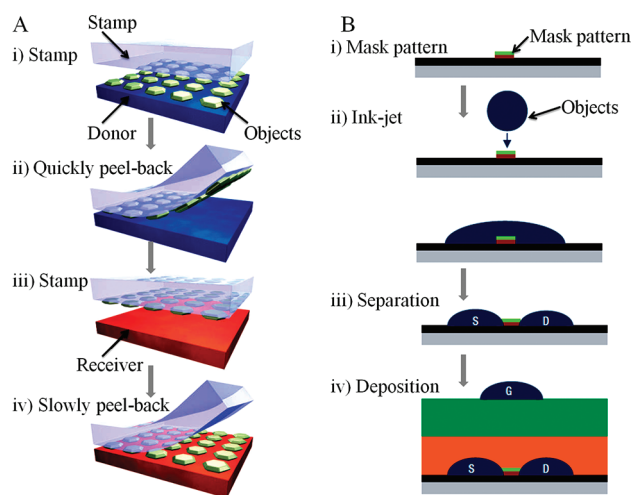 A
Stamp
i) Stamp
Donor
Objects
ii) Quickly peel-back
iii) Stamp
Receiver
iv) Slowly peel-back
B
i) Mask pattern
Mask pattern
ii) Ink-jet
Objects
iii) Separation
S
D
iv) Deposition
G
S
D